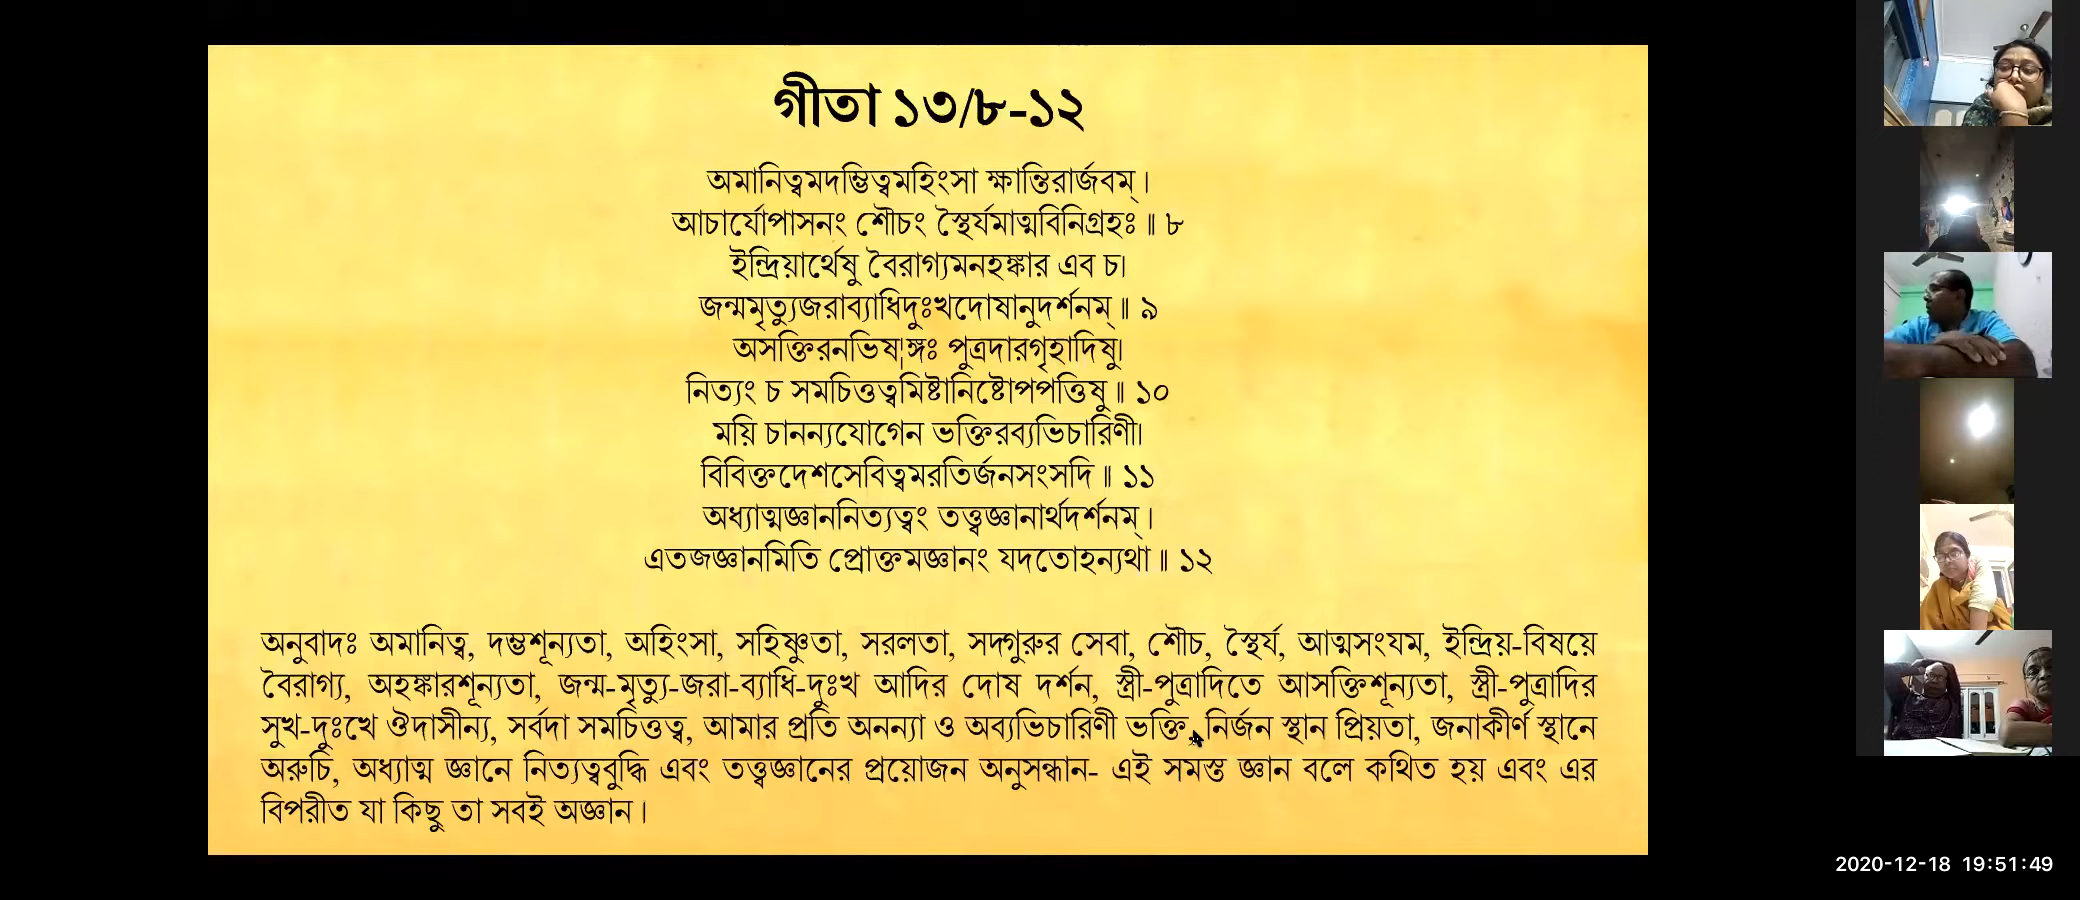 গীতা ১৩/৮-১২
অমানিত্বমদম্ভিত্বমহিংসা ক্ষান্তিরার্জবম্।
আচার্যোপাসনং শৌচং স্থৈর্যমাত্মবিনিগ্রহঃ॥ ৮
ইন্দ্রিয়ার্থেষু বৈরাগ্যমনহঙ্কার এব চ।
জন্মমৃত্যুজরাব্যাধিদুঃখদোষানুদর্শনম্॥ ৯
অসক্তিরনভিষ¦ঙ্গঃ পুত্রদারগৃহাদিষু।
নিত্যং চ সমচিত্তত্বমিষ্টানিষ্টোপপত্তিষু॥ ১০
ময়ি চানন্যযোগেন ভক্তিরব্যভিচারিণী।
বিবিক্তদেশসেবিত্বমরতির্জনসংসদি॥ ১১
অধ্যাত্মজ্ঞাননিত্যত্বং তত্ত্বজ্ঞানার্থদর্শনম্।
এতজজ্ঞানমিতি প্রোক্তমজ্ঞানং যদতোহন্যথা॥ ১২
অনুবাদঃ অমানিত্ব, দম্ভশূন্যতা, অহিংসা, সহিষ্ণুতা, সরলতা, সদ্গুরুর সেবা, শৌচ, স্থৈর্য, আত্মসংযম, ইন্দ্রিয়-বিষয়ে
বৈরাগ্য, অহঙ্কারশূন্যতা, জন্ম-মৃত্যু-জরা-ব্যাধি-দুঃখ আদির দোষ দর্শন, স্ত্রী-পুত্রাদিতে আসক্তিশূন্যতা, স্ত্রী-পুত্রাদির
সুখ-দুঃখে ঔদাসীন্য, সর্বদা সমচিত্তত্ব, আমার প্রতি অনন্যা ও অব্যভিচারিণী ভক্তি, নির্জন স্থান প্রিয়তা, জনাকীর্ণ স্থানে
অরুচি, অধ্যাত্ম জ্ঞানে নিত্যত্ববুদ্ধি এবং তত্ত্বজ্ঞানের প্রয়োজন অনুসন্ধান- এই সমস্ত জ্ঞান বলে কথিত হয় এবং এর
বিপরীত যা কিছু তা সবই অজ্ঞান।
2020-12-18 19:51:49